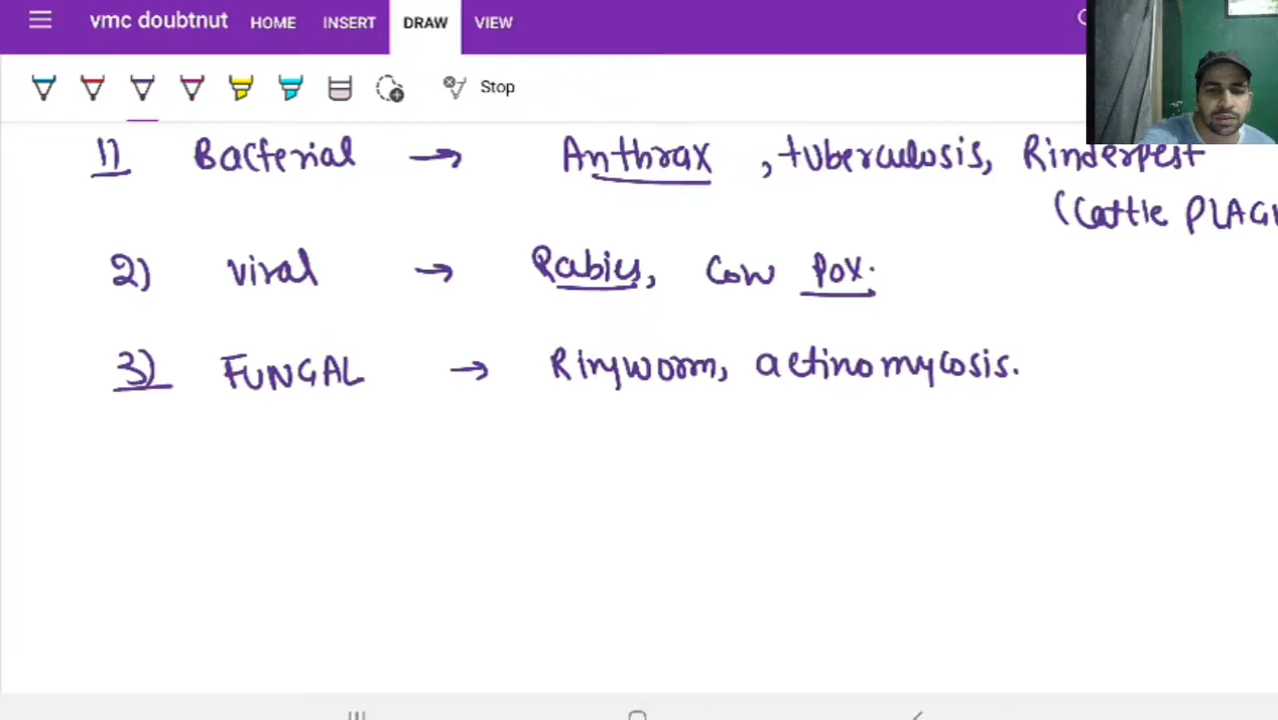 vmc doubtnut HOME INSERT DRAW VIEW
Stop
1) Bacterial → Anthrax , tuberculosis, Rinderpest
(Cattle PLAGU
2) Viral → Rabies, Cow Pox.
3) FUNGAL → Ringworm, actinomycosis.